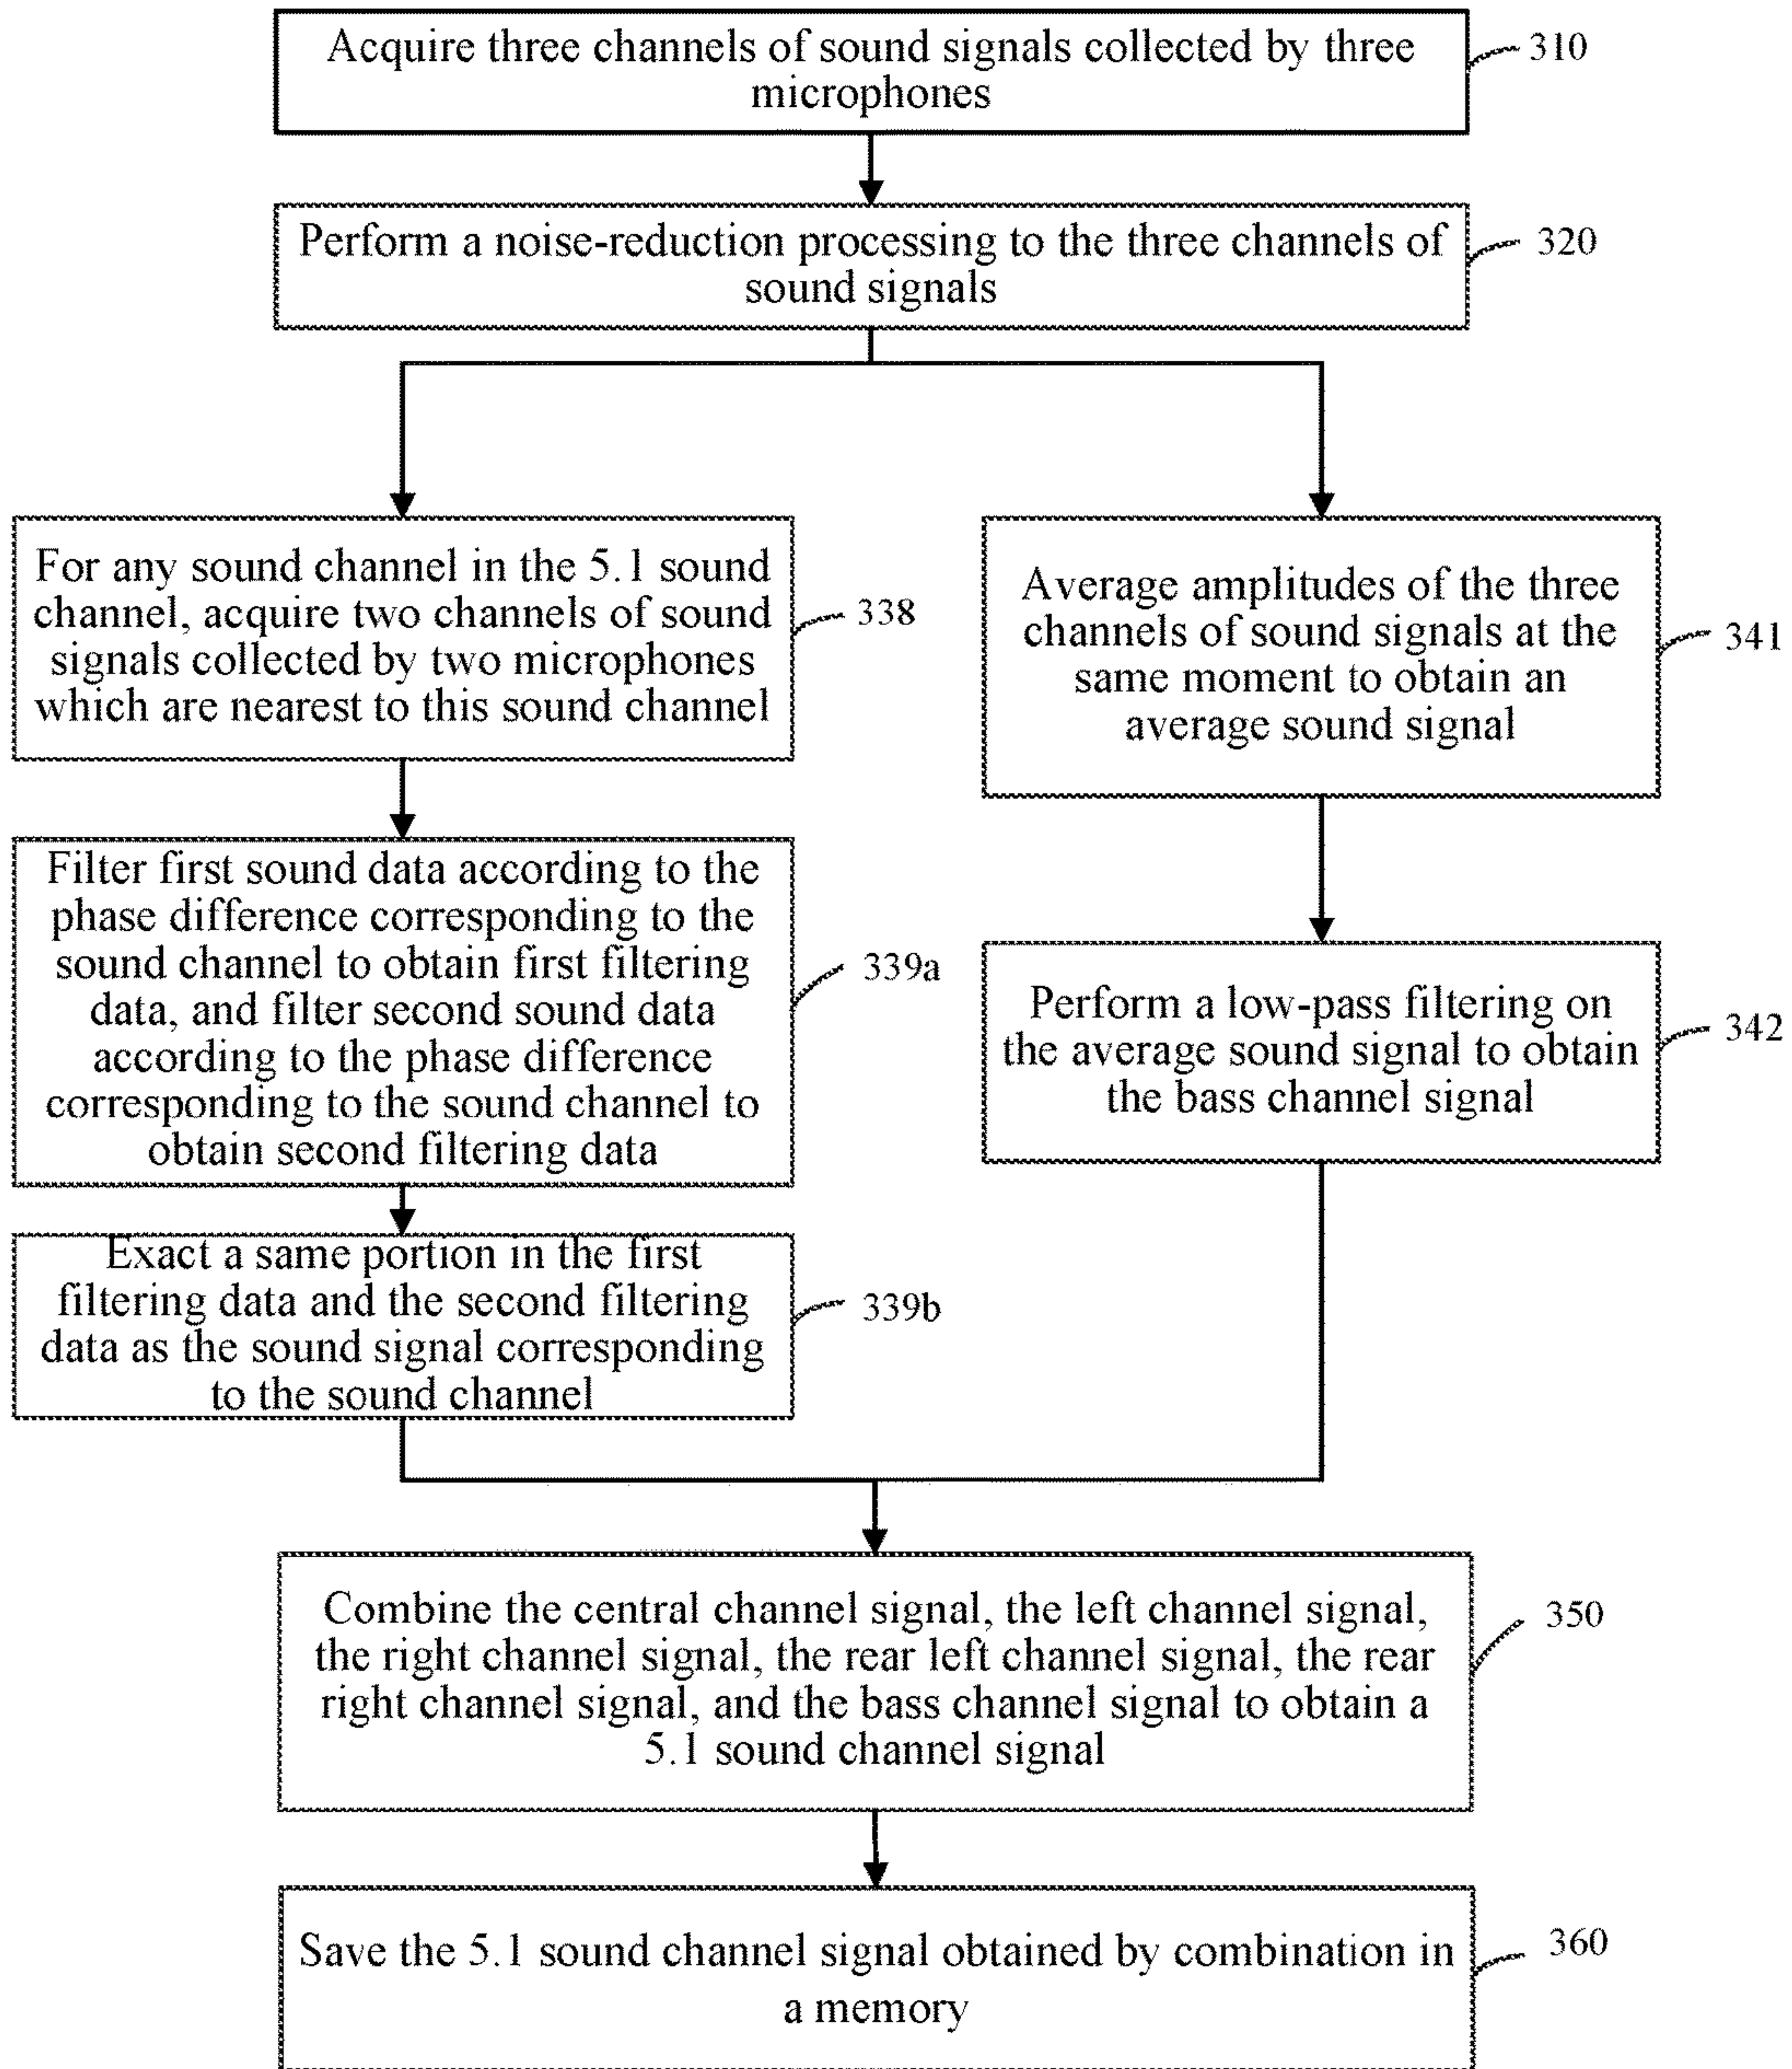 Acquire three channels of sound signals collected by three
microphones
310
Perform a noise-reduction processing to the three channels of
sound signals
320
For any sound channel in the 5.1 sound
channel, acquire two channels of sound
signals collected by two microphones
which are nearest to this sound channel
338
Average amplitudes of the three
channels of sound signals at the
same moment to obtain an
average sound signal
341
Filter first sound data according to the
phase difference corresponding to the
sound channel to obtain first filtering
data, and filter second sound data
according to the phase difference
corresponding to the sound channel to
obtain second filtering data
339a
Perform a low-pass filtering on
the average sound signal to obtain
the bass channel signal
342
Exact a same portion in the first
filtering data and the second filtering
data as the sound signal corresponding
to the sound channel
339b
Combine the central channel signal, the left channel signal,
the right channel signal, the rear left channel signal, the rear
right channel signal, and the bass channel signal to obtain a
5.1 sound channel signal
350
Save the 5.1 sound channel signal obtained by combination in
a memory
360